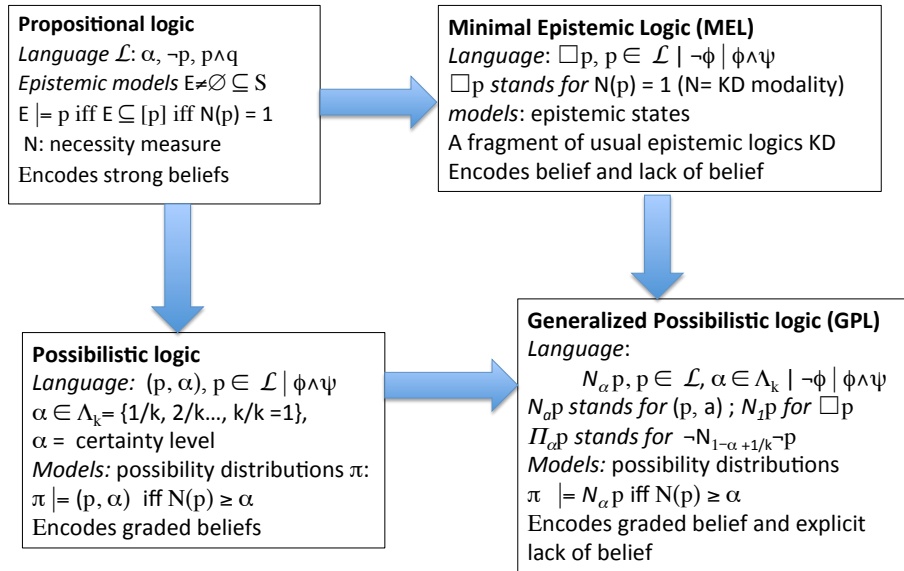 Propositional logic
Language ℒ: α, ¬p, p∧q
Epistemic models E≠∅ ⊆ S
E |= p iff E ⊆ [p] iff N(p) = 1
N: necessity measure
Encodes strong beliefs
Minimal Epistemic Logic (MEL)
Language: □p, p ∈ ℒ | ¬ϕ | ϕ∧ψ
□p stands for N(p) = 1 (N= KD modality)
models: epistemic states
A fragment of usual epistemic logics KD
Encodes belief and lack of belief
Possibilistic logic
Language: (p, α), p ∈ ℒ | ϕ∧ψ
α ∈ Λk = {1/k, 2/k..., k/k =1},
α = certainty level
Models: possibility distributions π:
π |= (p, α) iff N(p) ≥ α
Encodes graded beliefs
Generalized Possibilistic logic (GPL)
Language:
Nαp, p ∈ ℒ, α ∈ Λk | ¬ϕ | ϕ∧ψ
Nap stands for (p, a) ; N1p for □p
Παp stands for ¬N1−α+1/k¬p
Models: possibility distributions
π |= Nαp iff N(p) ≥ α
Encodes graded belief and explicit
lack of belief